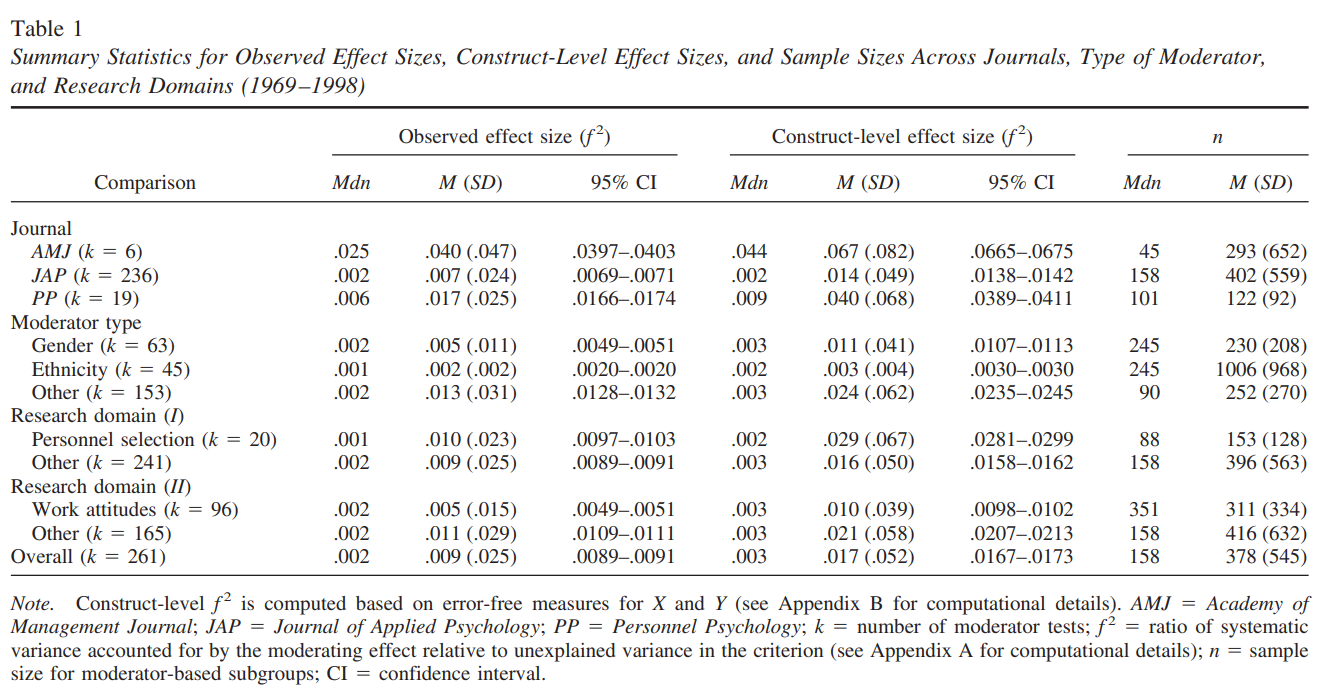 Table 1
Summary Statistics for Observed Effect Sizes, Construct-Level Effect Sizes, and Sample Sizes Across Journals, Type of Moderator,
and Research Domains (1969–1998)
Observed effect size (f²) Construct-level effect size (f²) n
Comparison Mdn M (SD) 95% CI Mdn M (SD) 95% CI Mdn M (SD)
Journal
AMJ (k = 6) .025 .040 (.047) .0397–.0403 .044 .067 (.082) .0665–.0675 45 293 (652)
JAP (k = 236) .002 .007 (.024) .0069–.0071 .002 .014 (.049) .0138–.0142 158 402 (559)
PP (k = 19) .006 .017 (.025) .0166–.0174 .009 .040 (.068) .0389–.0411 101 122 (92)
Moderator type
Gender (k = 63) .002 .005 (.011) .0049–.0051 .003 .011 (.041) .0107–.0113 245 230 (208)
Ethnicity (k = 45) .001 .002 (.002) .0020–.0020 .002 .003 (.004) .0030–.0030 245 1006 (968)
Other (k = 153) .002 .013 (.031) .0128–.0132 .003 .024 (.062) .0235–.0245 90 252 (270)
Research domain (I)
Personnel selection (k = 20) .001 .010 (.023) .0097–.0103 .002 .029 (.067) .0281–.0299 88 153 (128)
Other (k = 241) .002 .009 (.025) .0089–.0091 .003 .016 (.050) .0158–.0162 158 396 (563)
Research domain (II)
Work attitudes (k = 96) .002 .005 (.015) .0049–.0051 .003 .010 (.039) .0098–.0102 351 311 (334)
Other (k = 165) .002 .011 (.029) .0109–.0111 .003 .021 (.058) .0207–.0213 158 416 (632)
Overall (k = 261) .002 .009 (.025) .0089–.0091 .003 .017 (.052) .0167–.0173 158 378 (545)
Note. Construct-level f² is computed based on error-free measures for X and Y (see Appendix B for computational details). AMJ = Academy of
Management Journal; JAP = Journal of Applied Psychology; PP = Personnel Psychology; k = number of moderator tests; f² = ratio of systematic
variance accounted for by the moderating effect relative to unexplained variance in the criterion (see Appendix A for computational details); n = sample
size for moderator-based subgroups; CI = confidence interval.